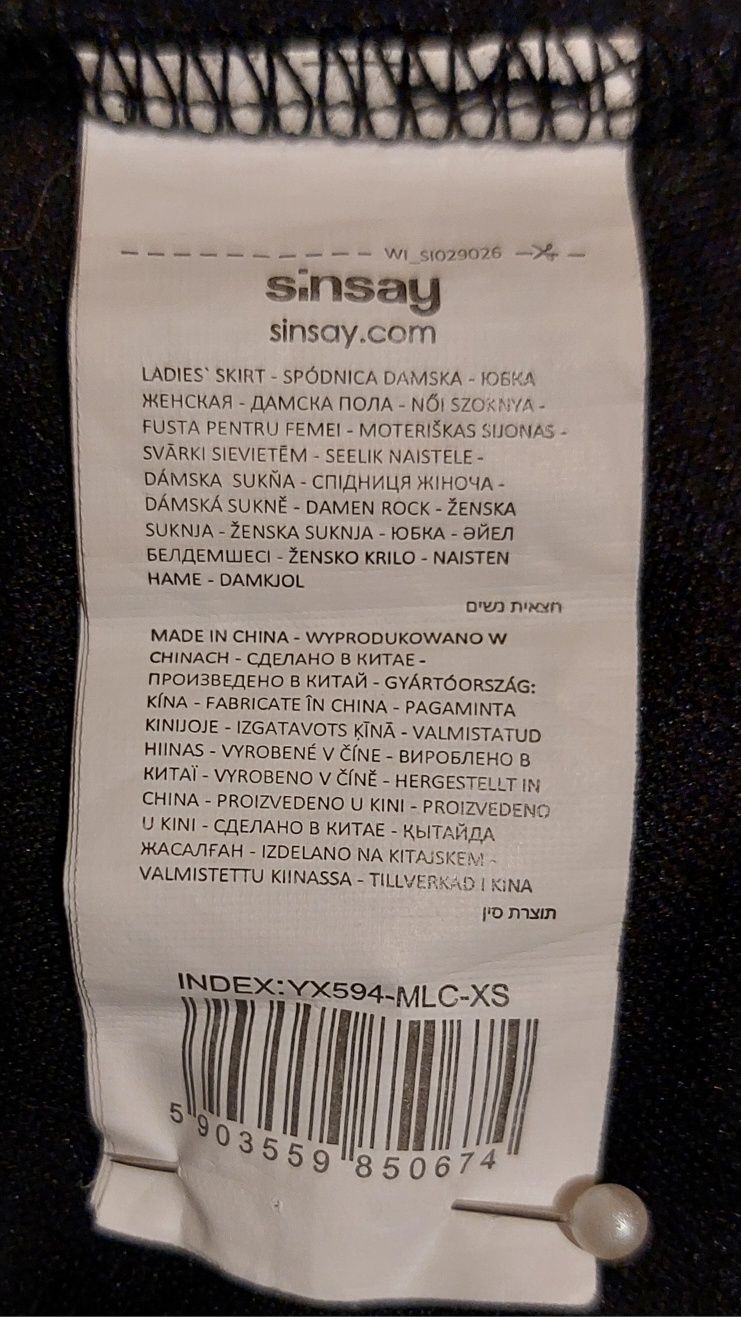 WI_SI029026
sinsay
sinsay.com
LADIES` SKIRT - SPÓDNICA DAMSKA - ЮБКА
ЖЕНСКАЯ - ДАМСКА ПОЛА - NŐI SZOKNYA -
FUSTA PENTRU FEMEI - MOTERIŠKAS SIJONAS -
SVĀRKI SIEVIETĒM - SEELIK NAISTELE -
DÁMSKA SUKŇA - СПІДНИЦЯ ЖІНОЧА -
DÁMSKÁ SUKNĚ - DAMEN ROCK - ŽENSKA
SUKNJA - ŽENSKA SUKNJA - ЮБКА - ӘЙЕЛ
БЕЛДЕМШЕСІ - ŽENSKO KRILO - NAISTEN
HAME - DAMKJOL
חצאית נשים
MADE IN CHINA - WYPRODUKOWANO W
CHINACH - СДЕЛАНО В КИТАЕ -
ПРОИЗВЕДЕНО В КИТАЙ - GYÁRTÓORSZÁG:
KÍNA - FABRICATE ÎN CHINA - PAGAMINTA
KINIJOJE - IZGATAVOTS ĶĪNĀ - VALMISTATUD
HIINAS - VYROBENÉ V ČÍNE - ВИРОБЛЕНО В
КИТАЇ - VYROBENO V ČÍNĚ - HERGESTELLT IN
CHINA - PROIZVEDENO U KINI - PROIZVEDENO
U KINI - СДЕЛАНО В КИТАЕ - ҚЫТАЙДА
ЖАСАЛҒАН - IZDELANO NA KITAJSKEM -
VALMISTETTU KIINASSA - TILLVERKAD I KINA
תוצרת סין
INDEX:YX594-MLC-XS
5 903559 850674